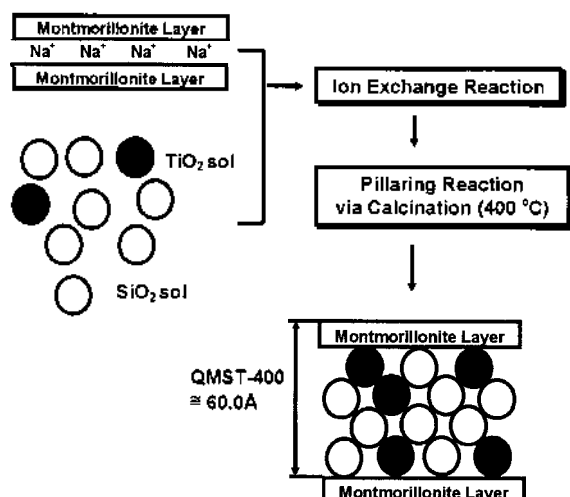 Montmorillonite Layer
Na⁺ Na⁺ Na⁺ Na⁺
Montmorillonite Layer
TiO₂ sol
SiO₂ sol
Ion Exchange Reaction
Pillaring Reaction
via Calcination (400 °C)
QMST-400
≅ 60.0Å
Montmorillonite Layer
Montmorillonite Layer